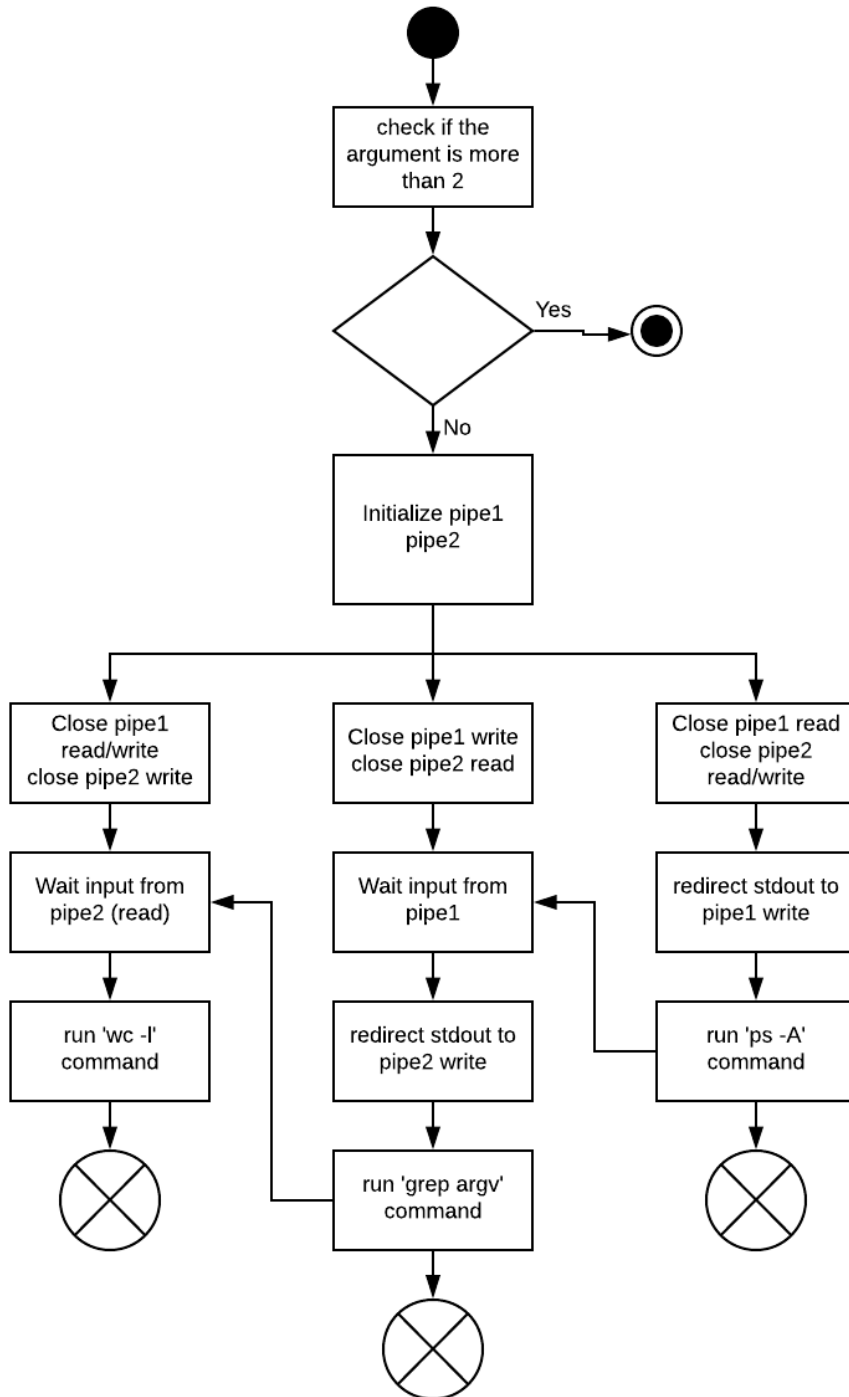 check if the
argument is more
than 2
Yes
No
Initialize pipe1
pipe2
Close pipe1
read/write
close pipe2 write
Close pipe1 write
close pipe2 read
Close pipe1 read
close pipe2
read/write
Wait input from
pipe2 (read)
Wait input from
pipe1
redirect stdout to
pipe1 write
run 'wc -l'
command
redirect stdout to
pipe2 write
run 'ps -A'
command
run 'grep argv'
command